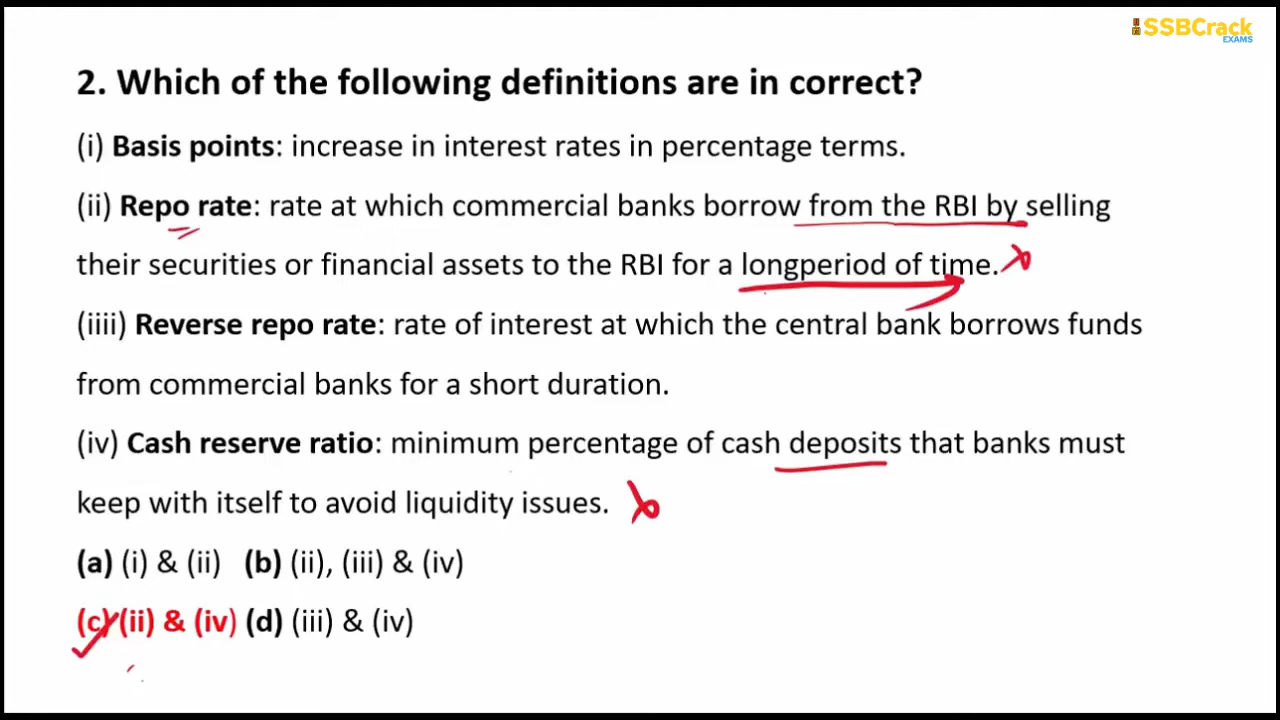 SSBCrack
EXAMS
2. Which of the following definitions are in correct?
(i) Basis points: increase in interest rates in percentage terms.
(ii) Repo rate: rate at which commercial banks borrow from the RBI by selling
their securities or financial assets to the RBI for a longperiod of time.
(iiii) Reverse repo rate: rate of interest at which the central bank borrows funds
from commercial banks for a short duration.
(iv) Cash reserve ratio: minimum percentage of cash deposits that banks must
keep with itself to avoid liquidity issues.
(a) (i) & (ii) (b) (ii), (iii) & (iv)
(c) (ii) & (iv) (d) (iii) & (iv)